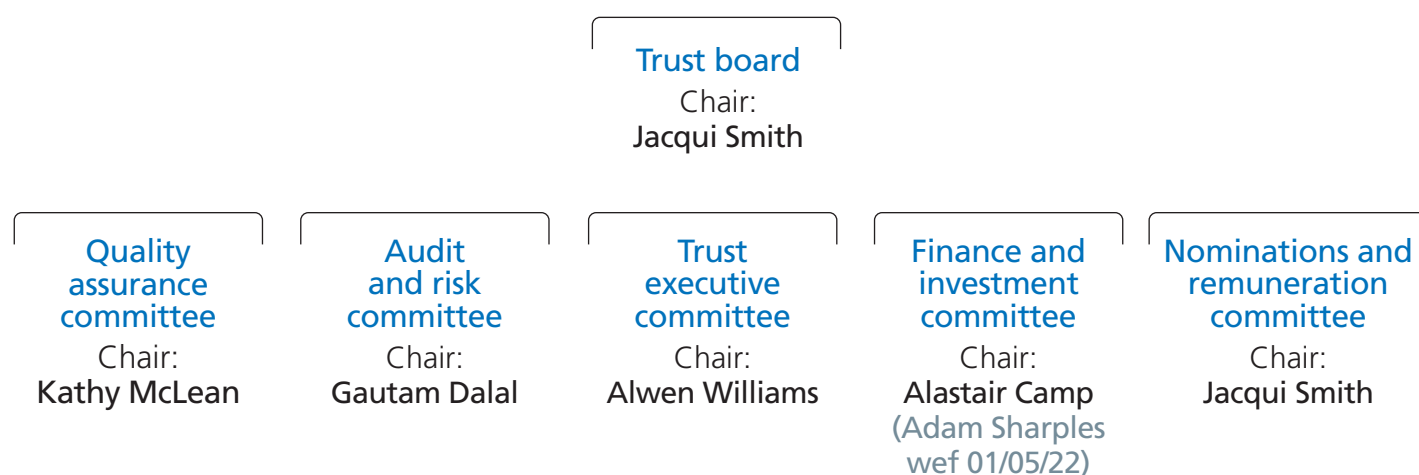 Trust board
Chair:
Jacqui Smith
Quality
assurance
committee
Chair:
Kathy McLean
Audit
and risk
committee
Chair:
Gautam Dalal
Trust
executive
committee
Chair:
Alwen Williams
Finance and
investment
committee
Chair:
Alastair Camp
(Adam Sharples
wef 01/05/22)
Nominations and
remuneration
committee
Chair:
Jacqui Smith